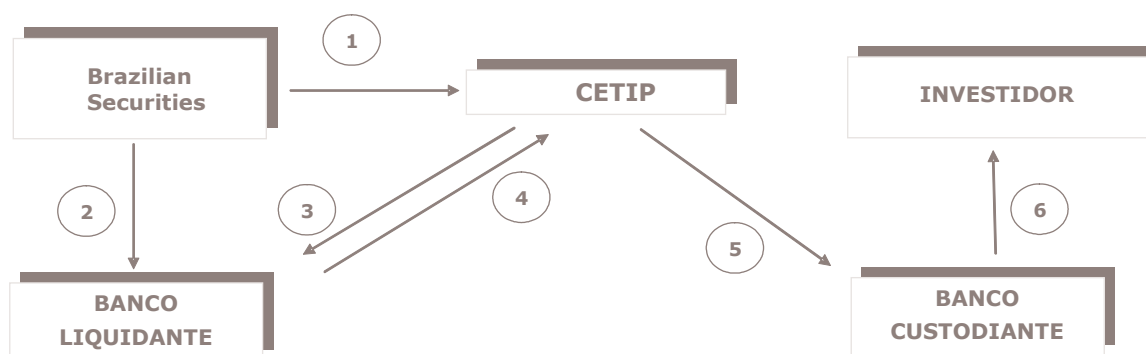 1
Brazilian
Securities
CETIP
INVESTIDOR
2
3
4
5
6
BANCO
LIQUIDANTE
BANCO
CUSTODIANTE